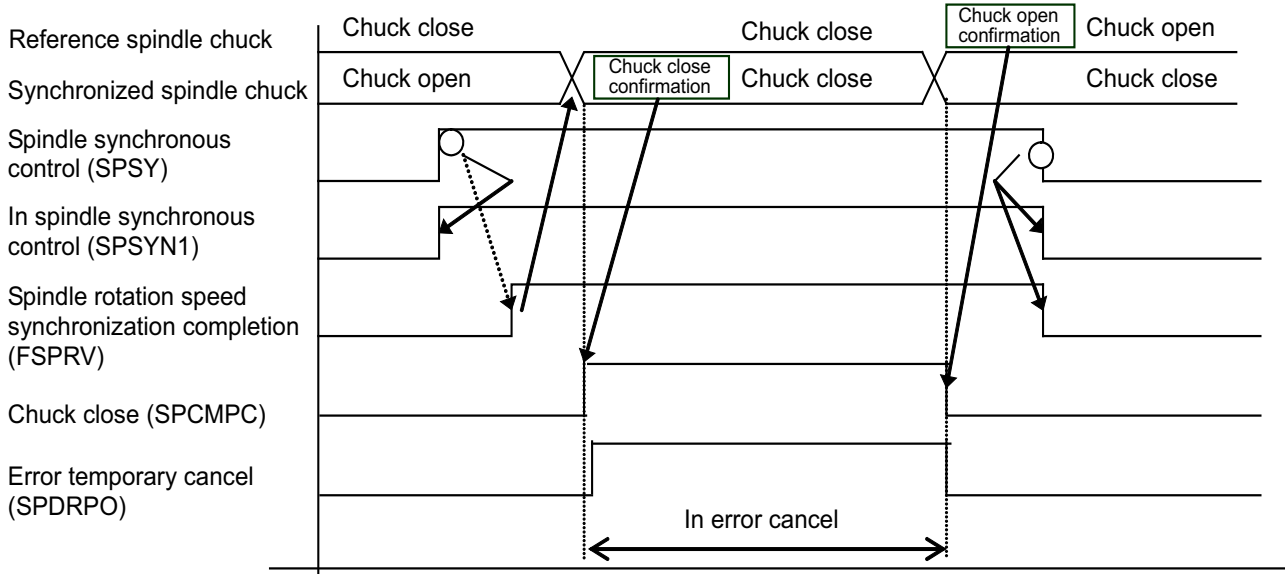 Reference spindle chuck
Chuck close
Chuck close
Chuck open
confirmation
Chuck open
Synchronized spindle chuck
Chuck open
Chuck close
confirmation
Chuck close
Chuck close
Spindle synchronous
control (SPSY)
In spindle synchronous
control (SPSYN1)
Spindle rotation speed
synchronization completion
(FSPRV)
Chuck close (SPCMPC)
Error temporary cancel
(SPDRPO)
In error cancel